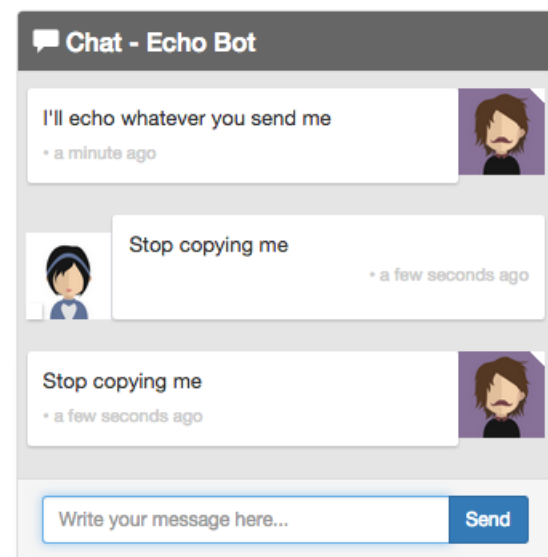 Chat - Echo Bot
I'll echo whatever you send me
• a minute ago
Stop copying me
• a few seconds ago
Stop copying me
• a few seconds ago
Write your message here...
Send